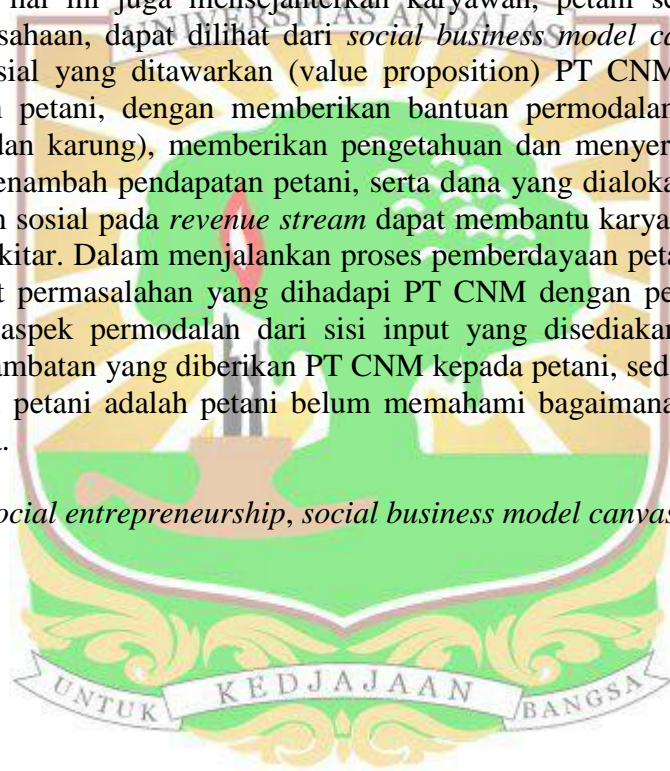 hal ini juga mensejahterkan karyawan, petani se
UNIVERSITAS ANDALAS
sahaan, dapat dilihat dari social business model ca
sial yang ditawarkan (value proposition) PT CNM
petani, dengan memberikan bantuan permodalan
dan karung), memberikan pengetahuan dan menyer
enambah pendapatan petani, serta dana yang dialoka
n sosial pada revenue stream dapat membantu karya
kitar. Dalam menjalankan proses pemberdayaan peta
t permasalahan yang dihadapi PT CNM dengan pe
aspek permodalan dari sisi input yang disediakan
ambatan yang diberikan PT CNM kepada petani, sed
petani adalah petani belum memahami bagaimana
ocial entrepreneurship, social business model canvas
UNTUK KEDJAJAAN BANGSA